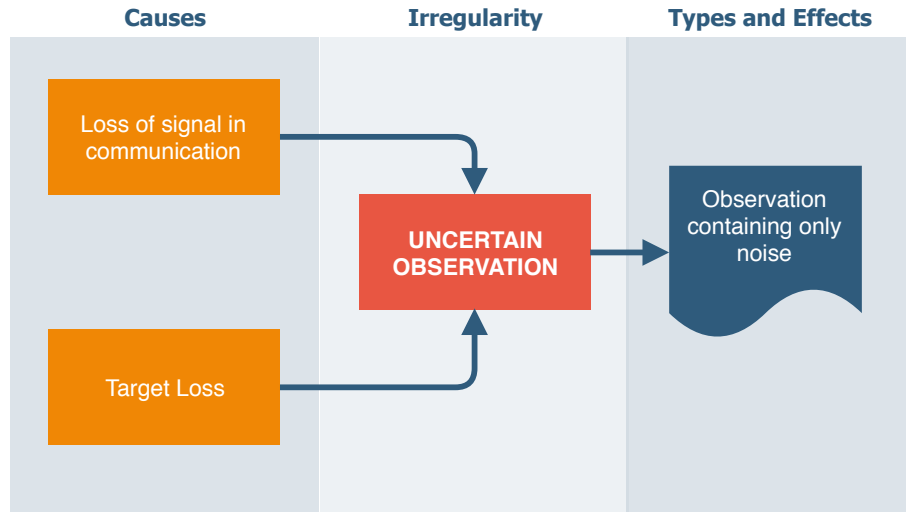 Causes
Irregularity
Types and Effects
Loss of signal in
communication
UNCERTAIN
OBSERVATION
Observation
containing only
noise
Target Loss